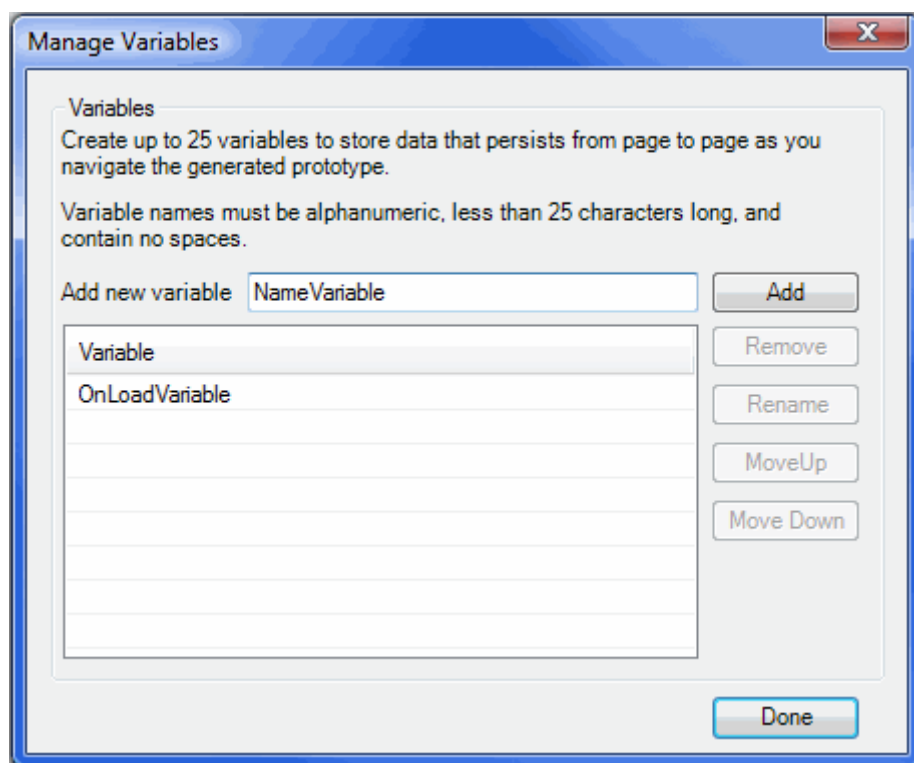 Manage Variables
Variables
Create up to 25 variables to store data that persists from page to page as you
navigate the generated prototype.
Variable names must be alphanumeric, less than 25 characters long, and
contain no spaces.
Add new variable NameVariable Add
Variable
Remove
OnLoadVariable
Rename
MoveUp
Move Down
Done